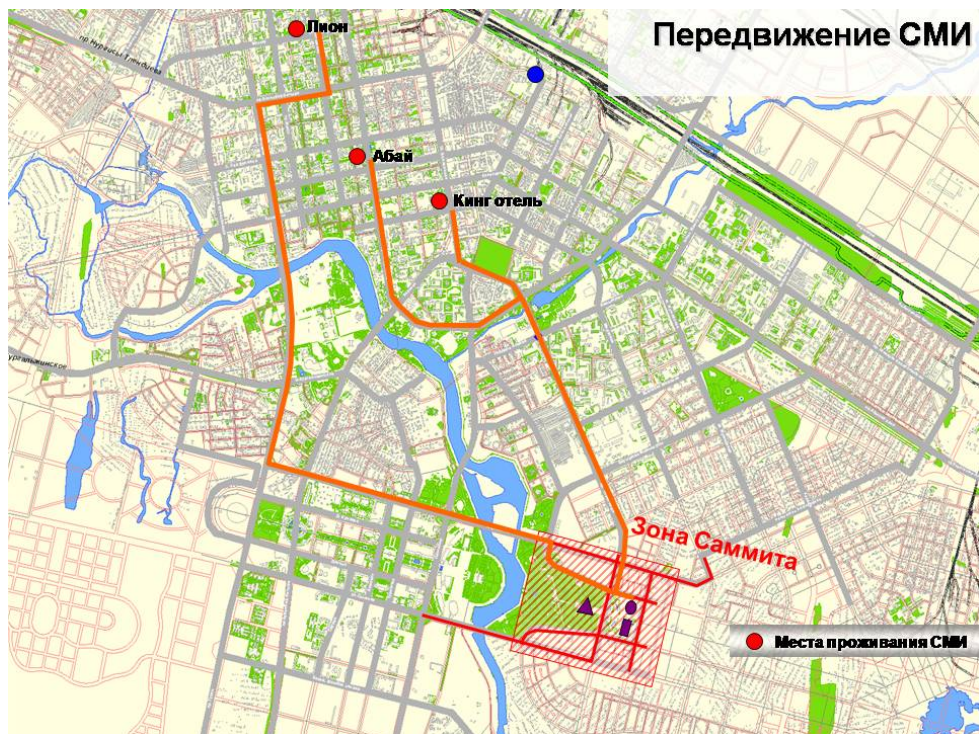 Передвижение СМИ
Лион
Абай
Кинг отель
Зона Саммита
Места проживания СМИ